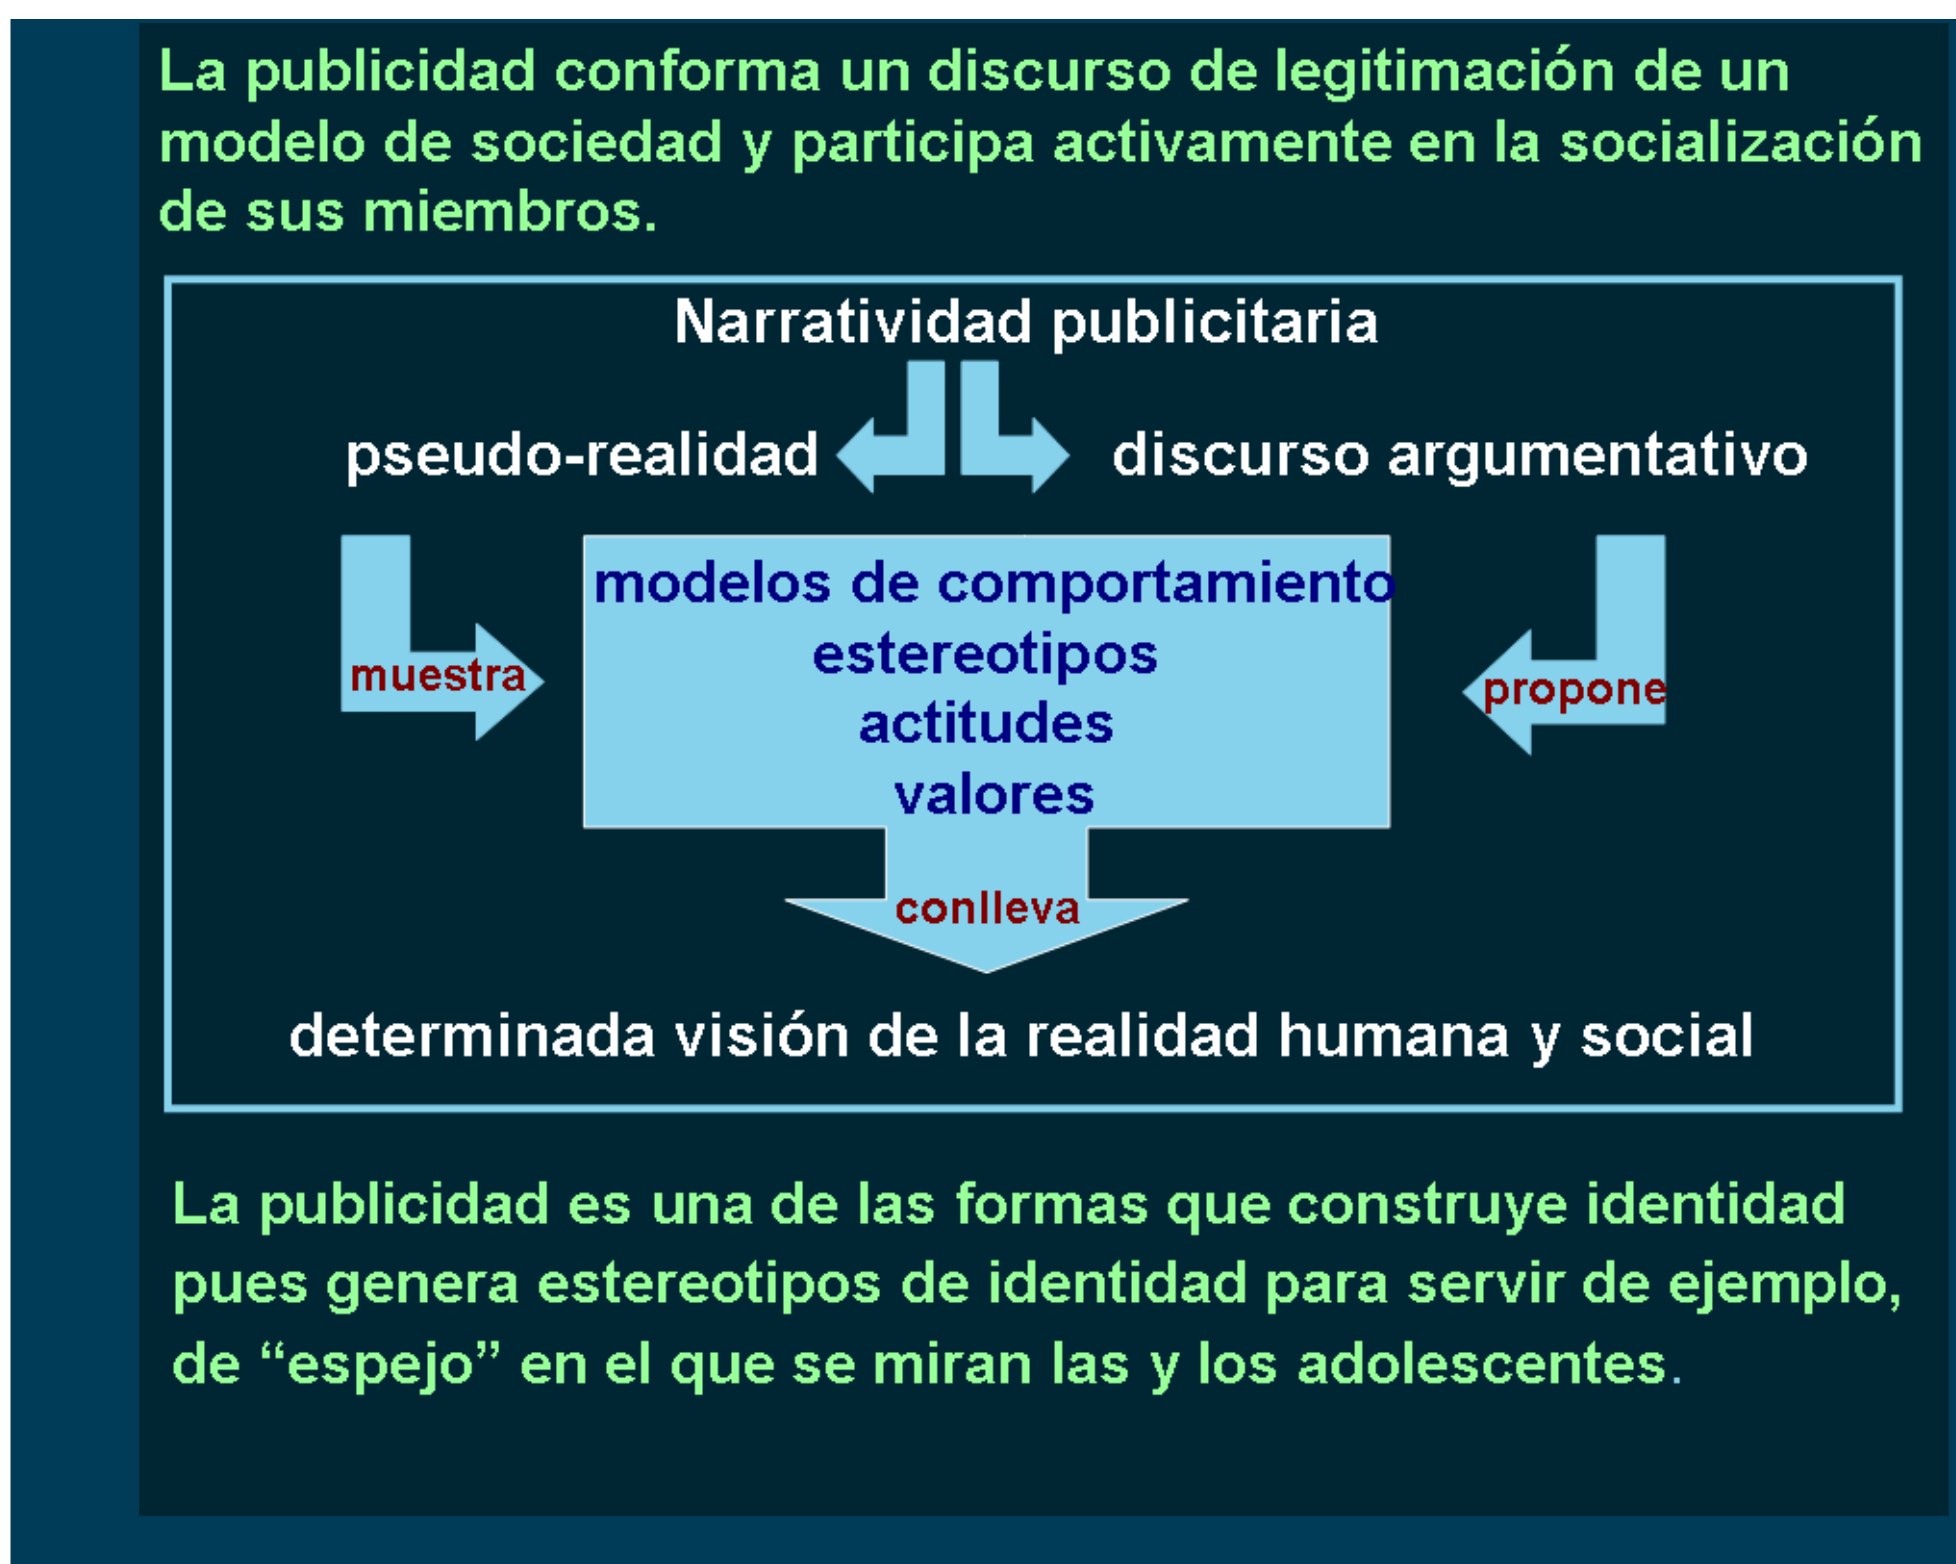 La publicidad conforma un discurso de legitimación de un
modelo de sociedad y participa activamente en la socialización
de sus miembros.
Narratividad publicitaria
pseudo-realidad
discurso argumentativo
modelos de comportamiento
estereotipos
actitudes
valores
muestra
propone
conlleva
determinada visión de la realidad humana y social
La publicidad es una de las formas que construye identidad
pues genera estereotipos de identidad para servir de ejemplo,
de “espejo” en el que se miran las y los adolescentes.